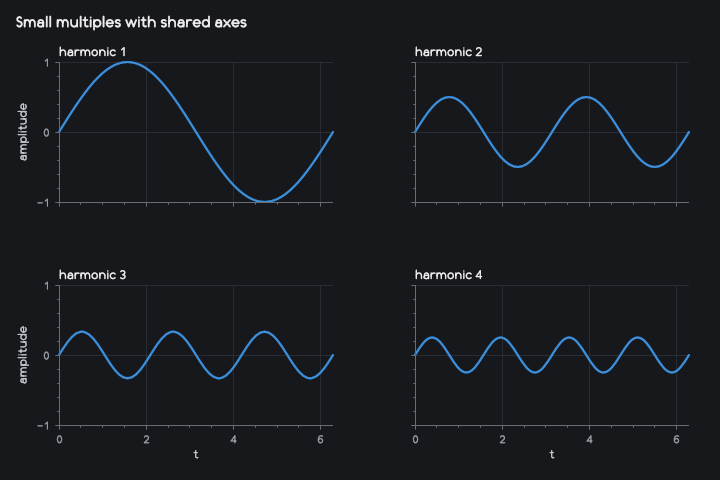 Small multiples with shared axes
harmonic 1
1
0
−1
amplitude
harmonic 2
harmonic 3
1
0
−1
amplitude
0 2 4 6
t
harmonic 4
0 2 4 6
t